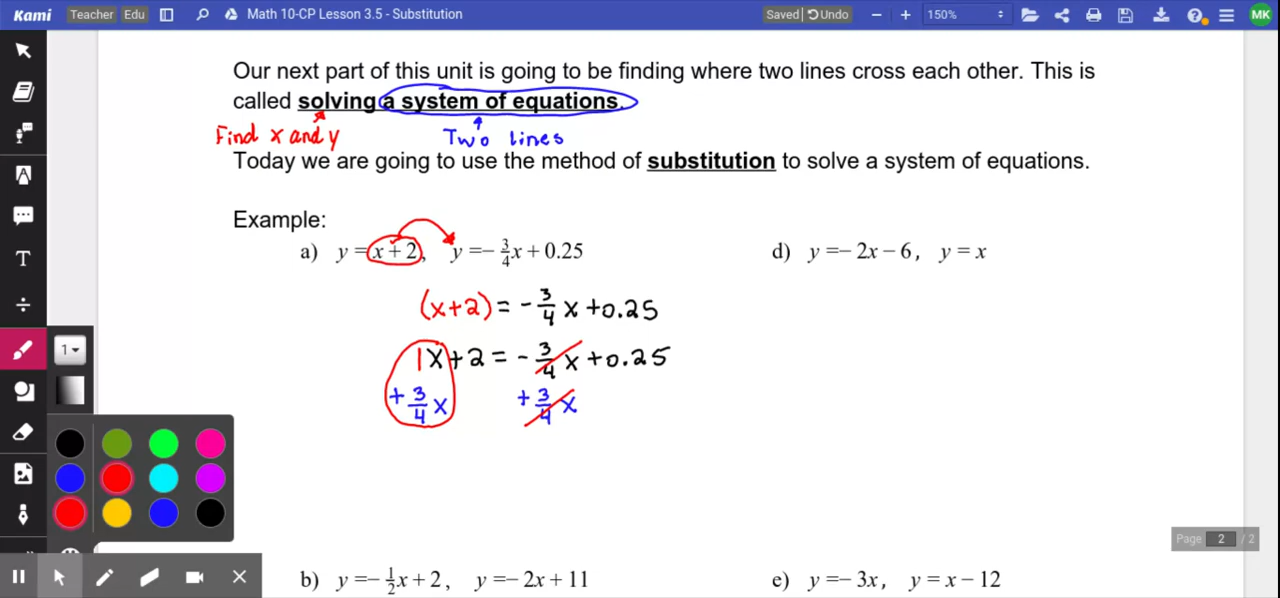 Kami Teacher Edu Math 10-CP Lesson 3.5 - Substitution Saved Undo 150% MK
Our next part of this unit is going to be finding where two lines cross each other. This is
called solving a system of equations.
Find x and y Two lines
Today we are going to use the method of substitution to solve a system of equations.
Example:
a) y = x + 2, y = - 3/4 x + 0.25 d) y = - 2x - 6, y = x
(x+2) = - 3/4 x + 0.25
1x + 2 = - 3/4 x + 0.25
+ 3/4 x + 3/4 x
1
Page 2 / 2
b) y = - 1/2 x + 2, y = - 2x + 11 e) y = - 3x, y = x - 12